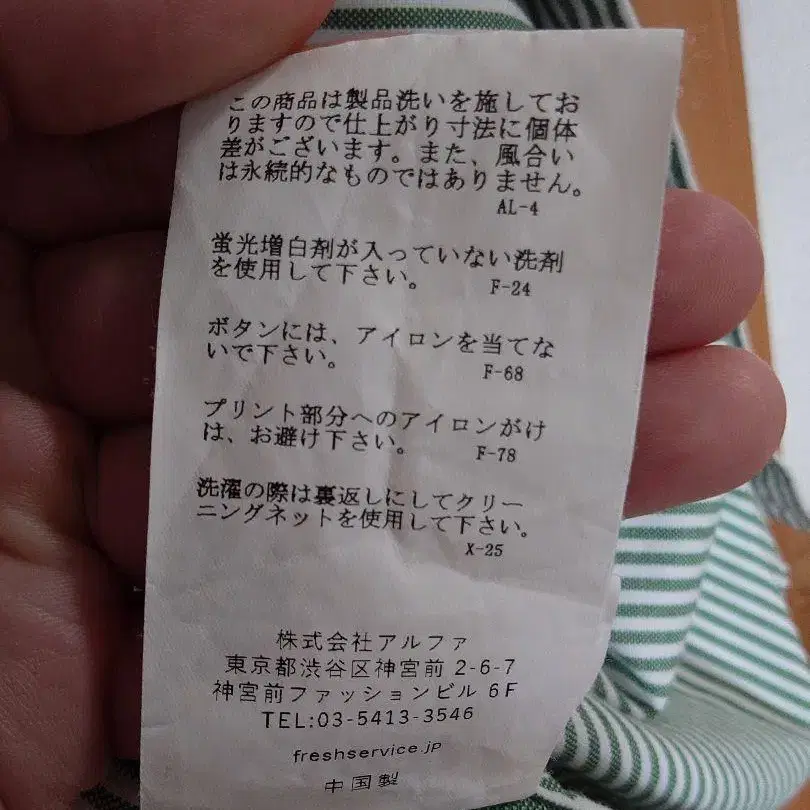 この商品は製品洗いを施してお
りますので仕上がり寸法に個体
差がございます。また、風合い
は永続的なものではありません。
AL-4
蛍光増白剤が入っていない洗剤
を使用して下さい。
F-24
ボタンには、アイロンを当てな
いで下さい。
F-68
プリント部分へのアイロンがけ
は、お避け下さい。
F-78
洗濯の際は裏返しにしてクリー
ニングネットを使用して下さい。
X-25
株式会社アルファ
東京都渋谷区神宮前 2-6-7
神宮前ファッションビル 6F
TEL:03-5413-3546
freshservice.jp
中国製